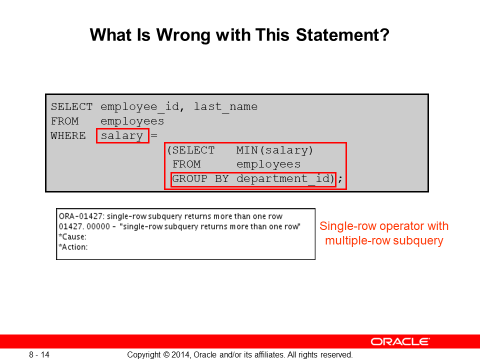 What Is Wrong with This Statement?
SELECT employee_id, last_name
FROM employees
WHERE salary =
(SELECT MIN(salary)
FROM employees
GROUP BY department_id);
ORA-01427: single-row subquery returns more than one row
01427. 00000 - "single-row subquery returns more than one row"
*Cause:
*Action:
Single-row operator with
multiple-row subquery
ORACLE
8 - 14
Copyright © 2014, Oracle and/or its affiliates. All rights reserved.